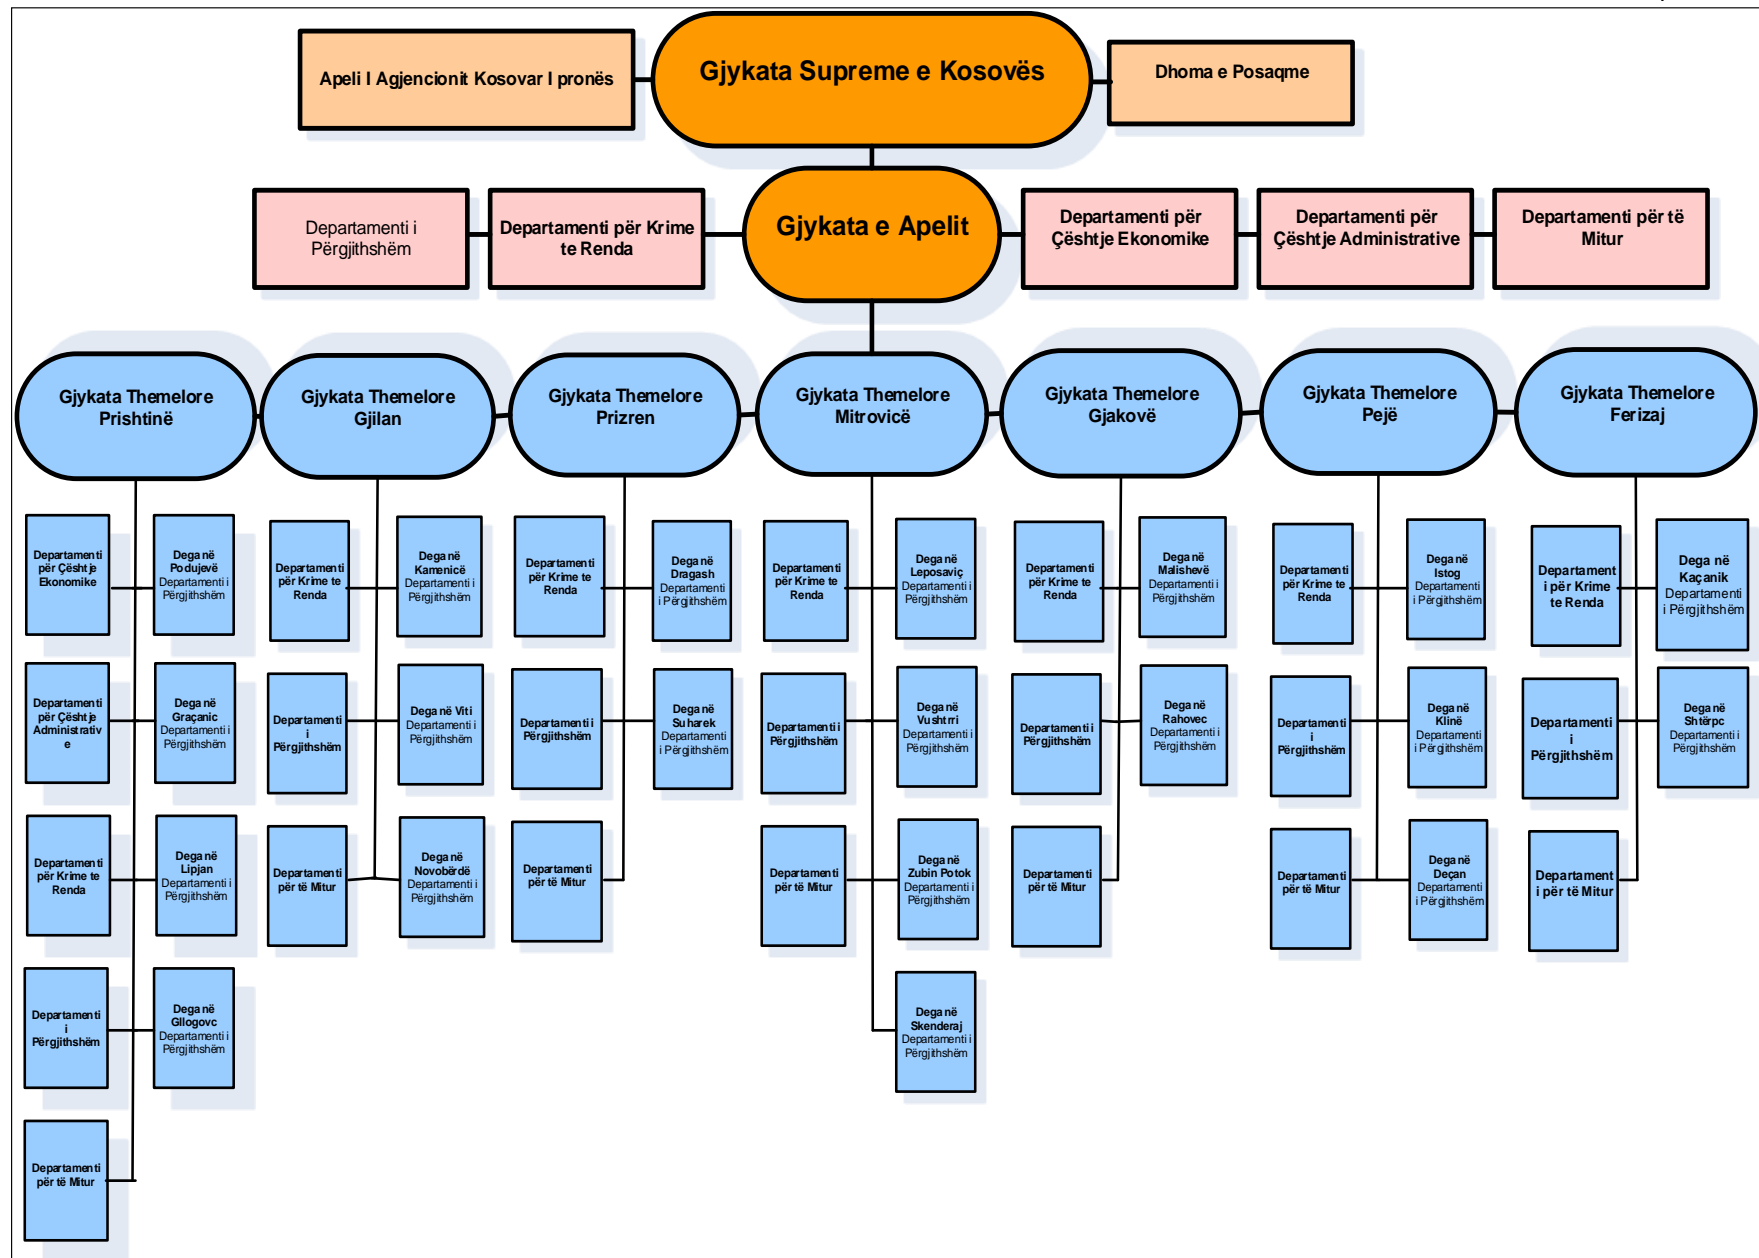 Apeli I Agjencionit Kosovar I pronës
Gjykata Supreme e Kosovës
Dhoma e Posaqme
Departamenti i
Përgjithshëm
Departamenti për Krime
te Renda
Gjykata e Apelit
Departamenti për
Çështje Ekonomike
Departamenti për
Çështje Administrative
Departamenti për të
Mitur
Gjykata Themelore
Prishtinë
Gjykata Themelore
Gjilan
Gjykata Themelore
Prizren
Gjykata Themelore
Mitrovicë
Gjykata Themelore
Gjakovë
Gjykata Themelore
Pejë
Gjykata Themelore
Ferizaj
Departamenti
për Çështje
Ekonomike
Dega në
Podujevë
Departamenti i
Përgjithshëm
Departamenti
për Krime te
Renda
Dega në
Kamenicë
Departamenti i
Përgjithshëm
Departamenti
për Krime te
Renda
Dega në
Dragash
Departamenti
i Përgjithshëm
Departamenti
për Krime te
Renda
Dega në
Leposaviç
Departamenti
i Përgjithshëm
Departamenti
për Krime te
Renda
Dega në
Malishevë
Departamenti i
Përgjithshëm
Departamenti
për Krime te
Renda
Dega në
Istog
Departamenti
i Përgjithshëm
Departament
i për Krime
te Renda
Dega në
Kaçanik
Departamenti
i Përgjithshëm
Departamenti
për Çështje
Administrativ
e
Dega në
Graçanic
Departamenti i
Përgjithshëm
Departamenti
i
Përgjithshëm
Dega në Viti
Departamenti i
Përgjithshëm
Departamenti i
Përgjithshëm
Dega në
Suharek
Departamenti
i Përgjithshëm
Departamenti i
Përgjithshëm
Dega në
Vushtrri
Departamenti
i Përgjithshëm
Departamenti i
Përgjithshëm
Dega në
Rahovec
Departamenti i
Përgjithshëm
Departamenti
i
Përgjithshëm
Dega në
Klinë
Departamenti
i Përgjithshëm
Departamenti
i
Përgjithshëm
Dega në
Shtërpc
Departamenti i
Përgjithshëm
Departamenti
për Krime te
Renda
Dega në
Lipjan
Departamenti i
Përgjithshëm
Departamenti
për të Mitur
Dega në
Novobërdë
Departamenti i
Përgjithshëm
Departamenti
për të Mitur
Departamenti
për të Mitur
Dega në
Zubin Potok
Departamenti
i Përgjithshëm
Departamenti
për të Mitur
Departamenti
për të Mitur
Dega në
Deçan
Departamenti
i Përgjithshëm
Departament
i për të Mitur
Departamenti
i
Përgjithshëm
Dega në
Gllogovc
Departamenti i
Përgjithshëm
Dega në
Skenderaj
Departamenti i
Përgjithshëm
Departamenti
për të Mitur